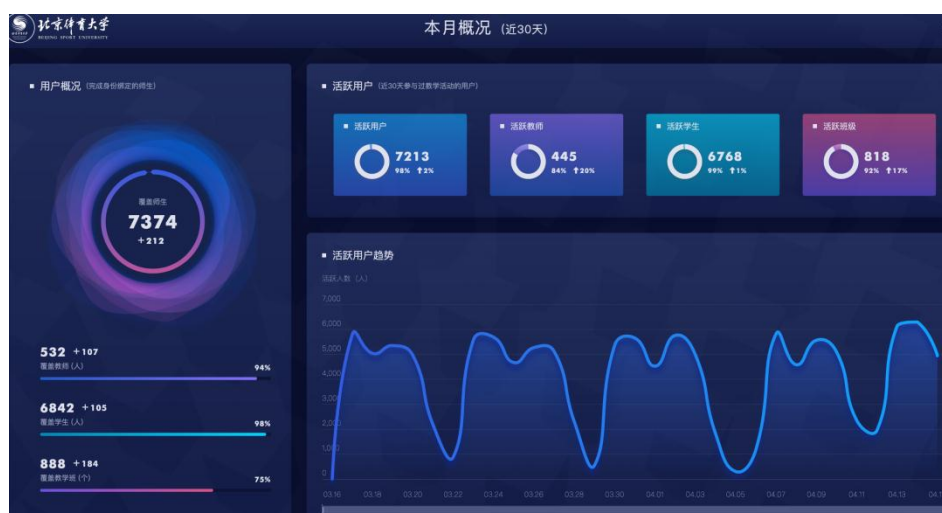 北京体育大学
BEIJING SPORT UNIVERSITY
本月概况 (近30天)
用户概况 (完成身份绑定的师生)
覆盖师生
7374
+212
532 +107
覆盖教师 (人)
94%
6842 +105
覆盖学生 (人)
98%
888 +184
覆盖教学班 (个)
75%
活跃用户 (近30天参与过教学活动的用户)
活跃用户
7213
98% ↑2%
活跃教师
445
84% ↑20%
活跃学生
6768
99% ↑1%
活跃班级
818
92% ↑17%
活跃用户趋势
活跃人数 (人)
7,000
6,000
5,000
4,000
3,000
2,000
1,000
0
03.16 03.18 03.20 03.22 03.24 03.26 03.28 03.30 04.01 04.03 04.05 04.07 04.09 04.11 04.13